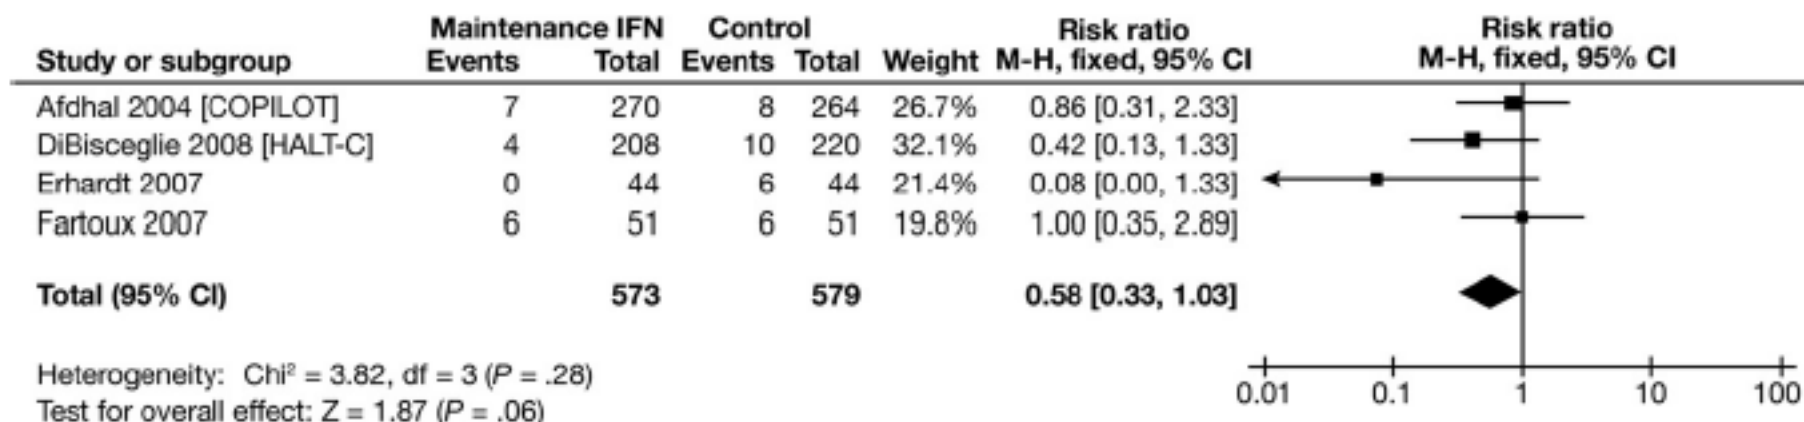 Maintenance IFN Control Risk ratio Risk ratio
Study or subgroup Events Total Events Total Weight M-H, fixed, 95% CI M-H, fixed, 95% CI
Afdhal 2004 [COPILOT] 7 270 8 264 26.7% 0.86 [0.31, 2.33]
DiBisceglie 2008 [HALT-C] 4 208 10 220 32.1% 0.42 [0.13, 1.33]
Erhardt 2007 0 44 6 44 21.4% 0.08 [0.00, 1.33]
Fartoux 2007 6 51 6 51 19.8% 1.00 [0.35, 2.89]
Total (95% CI) 573 579 0.58 [0.33, 1.03]
Heterogeneity: Chi² = 3.82, df = 3 (P = .28)
Test for overall effect: Z = 1.87 (P = .06)
0.01 0.1 1 10 100